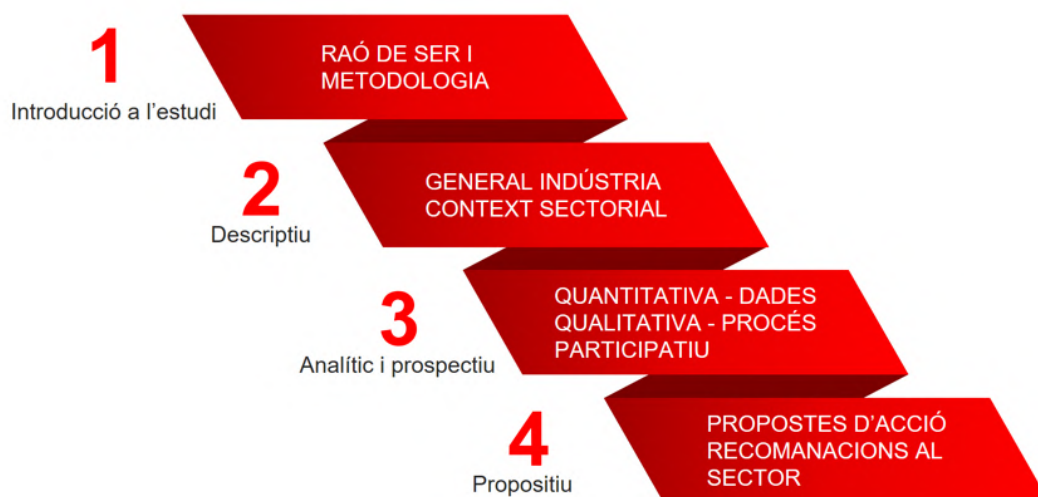 1
Introducció a l'estudi
RAÓ DE SER I
METODOLOGIA
2
Descriptiu
GENERAL INDÚSTRIA
CONTEXT SECTORIAL
3
Analític i prospectiu
QUANTITATIVA - DADES
QUALITATIVA - PROCÉS
PARTICIPATIU
4
Propositiu
PROPOSTES D'ACCIÓ
RECOMANACIONS AL
SECTOR